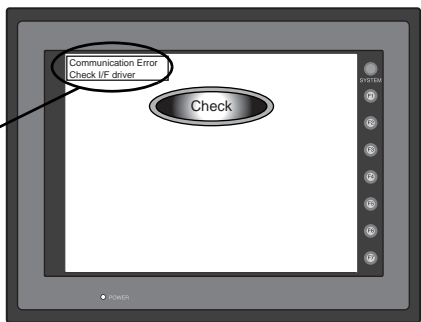 Communication Error
Check I/F driver
Check
SYSTEM
F1
F2
F3
F4
F5
F6
F7
POWER